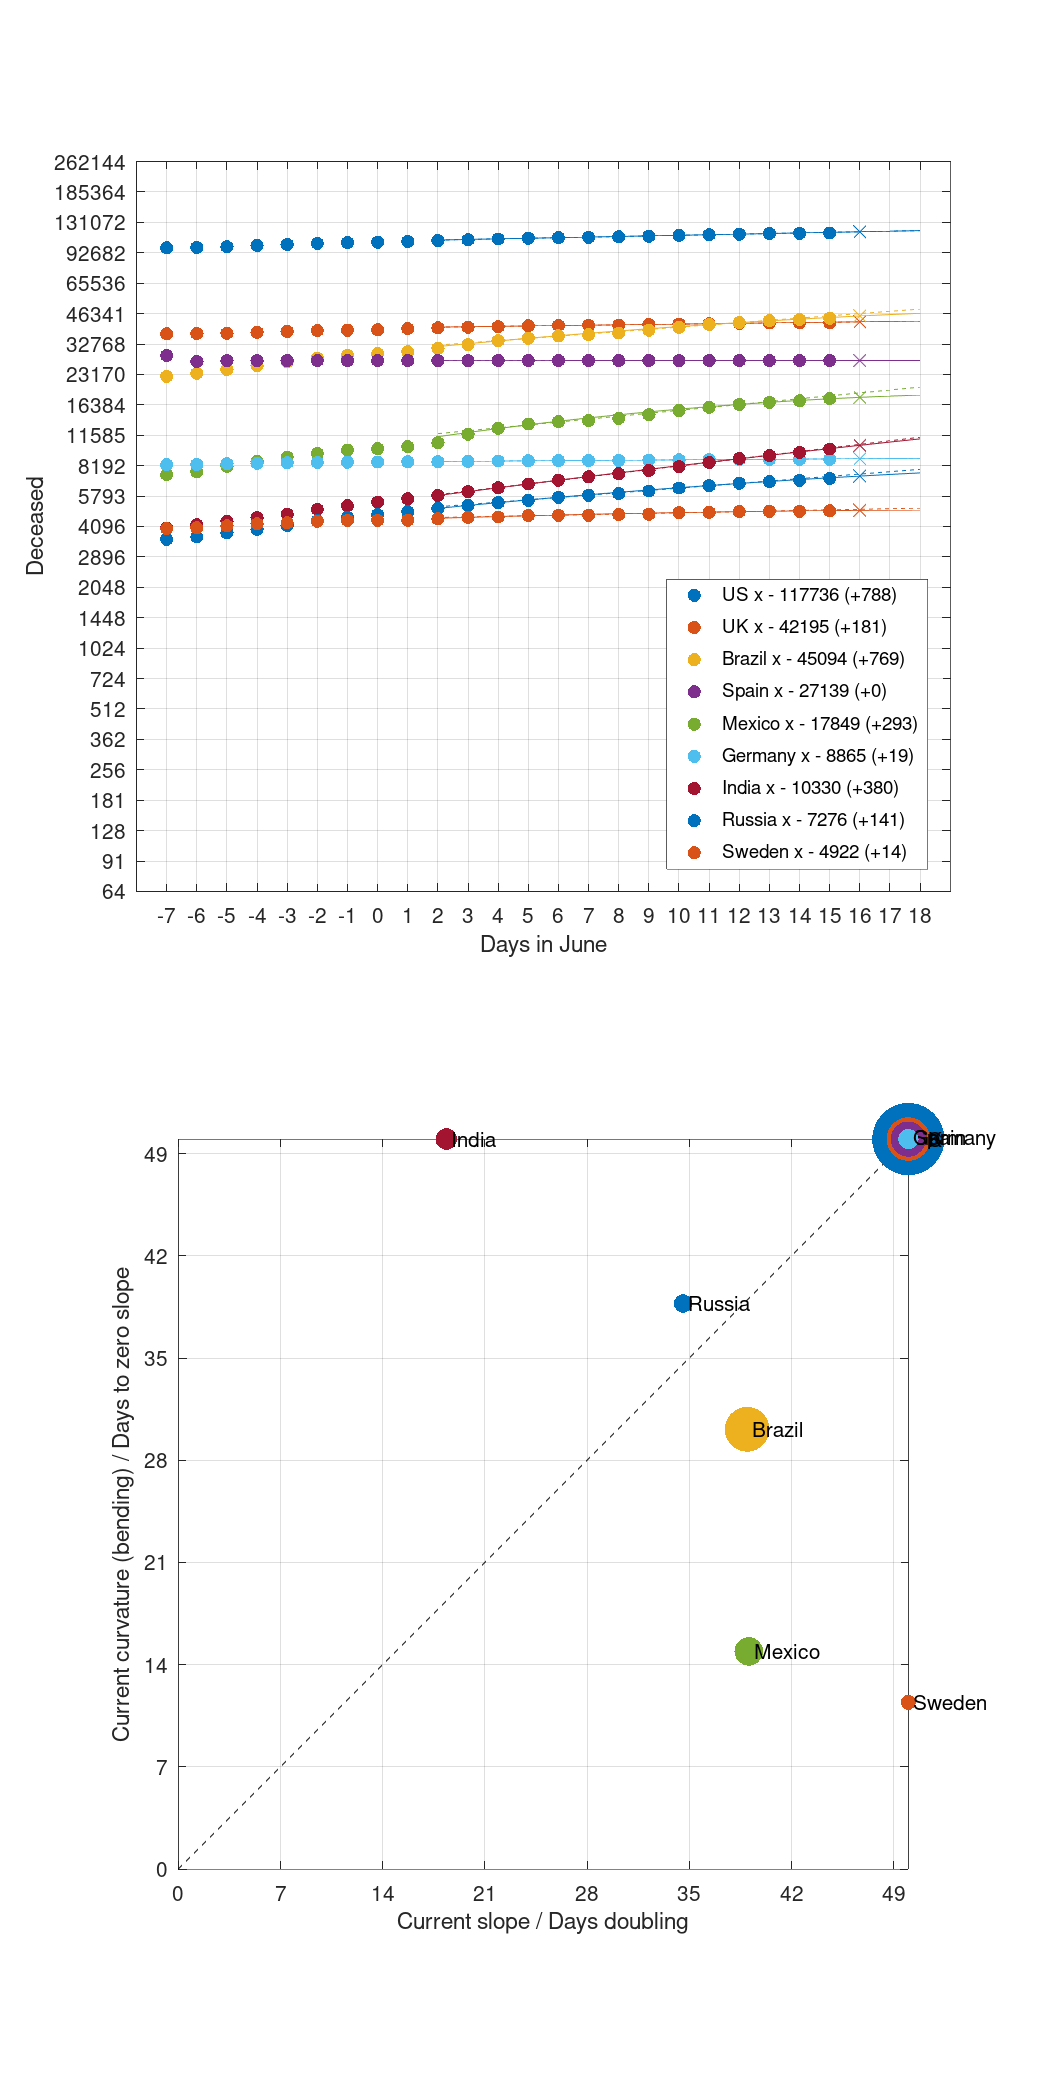 262144
185364
131072
92682
65536
46341
32768
23170
16384
11585
8192
5793
4096
2896
2048
1448
1024
724
512
362
256
181
128
91
64
Deceased
US x - 117736 (+788)
UK x - 42195 (+181)
Brazil x - 45094 (+769)
Spain x - 27139 (+0)
Mexico x - 17849 (+293)
Germany x - 8865 (+19)
India x - 10330 (+380)
Russia x - 7276 (+141)
Sweden x - 4922 (+14)
-7 -6 -5 -4 -3 -2 -1 0 1 2 3 4 5 6 7 8 9 10 11 12 13 14 15 16 17 18
Days in June
India
49
42
Russia
35
Brazil
28
21
Mexico
14
Sweden
7
0
Current curvature (bending) / Days to zero slope
0 7 14 21 28 35 42 49
Current slope / Days doubling